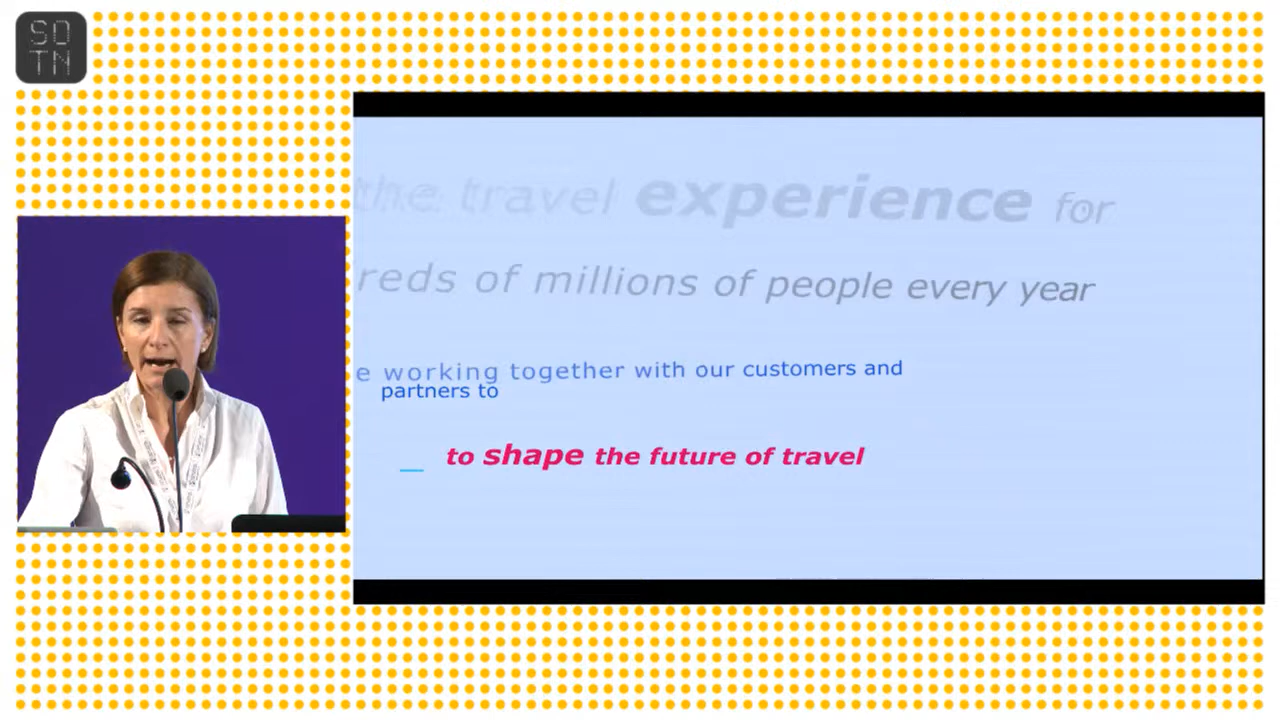 SO
TN
the travel experience for
reds of millions of people every year
e working together with our customers and
partners to
to shape the future of travel